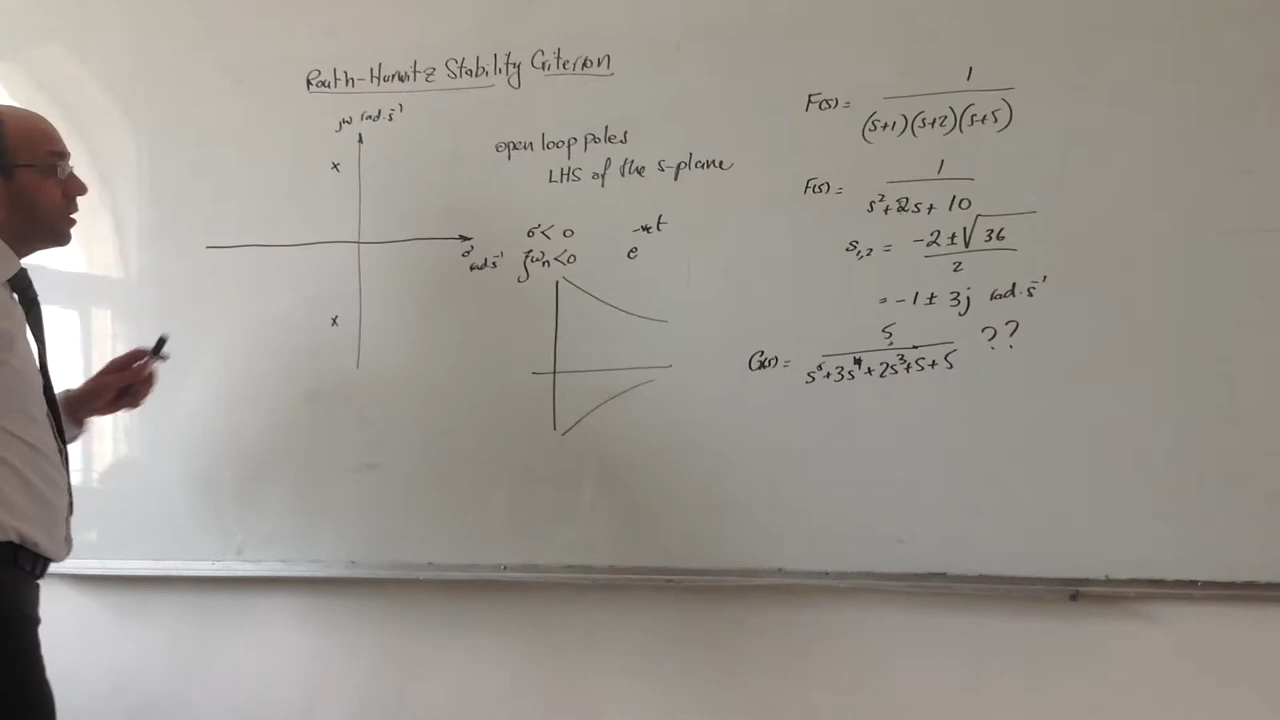 Routh-Hurwitz Stability Criterion
jω rad.s⁻¹
σ rad.s⁻¹
open loop poles
LHS of the s-plane
σ < 0
ζωn < 0
F(s) = 1 / (s+1)(s+2)(s+5)
F(s) = 1 / s²+2s+10
s1,2 = -2 ± √36 / 2
= -1 ± 3j rad.s⁻¹
G(s) = 5 / s⁵+3s⁴+2s³+s+5 ??